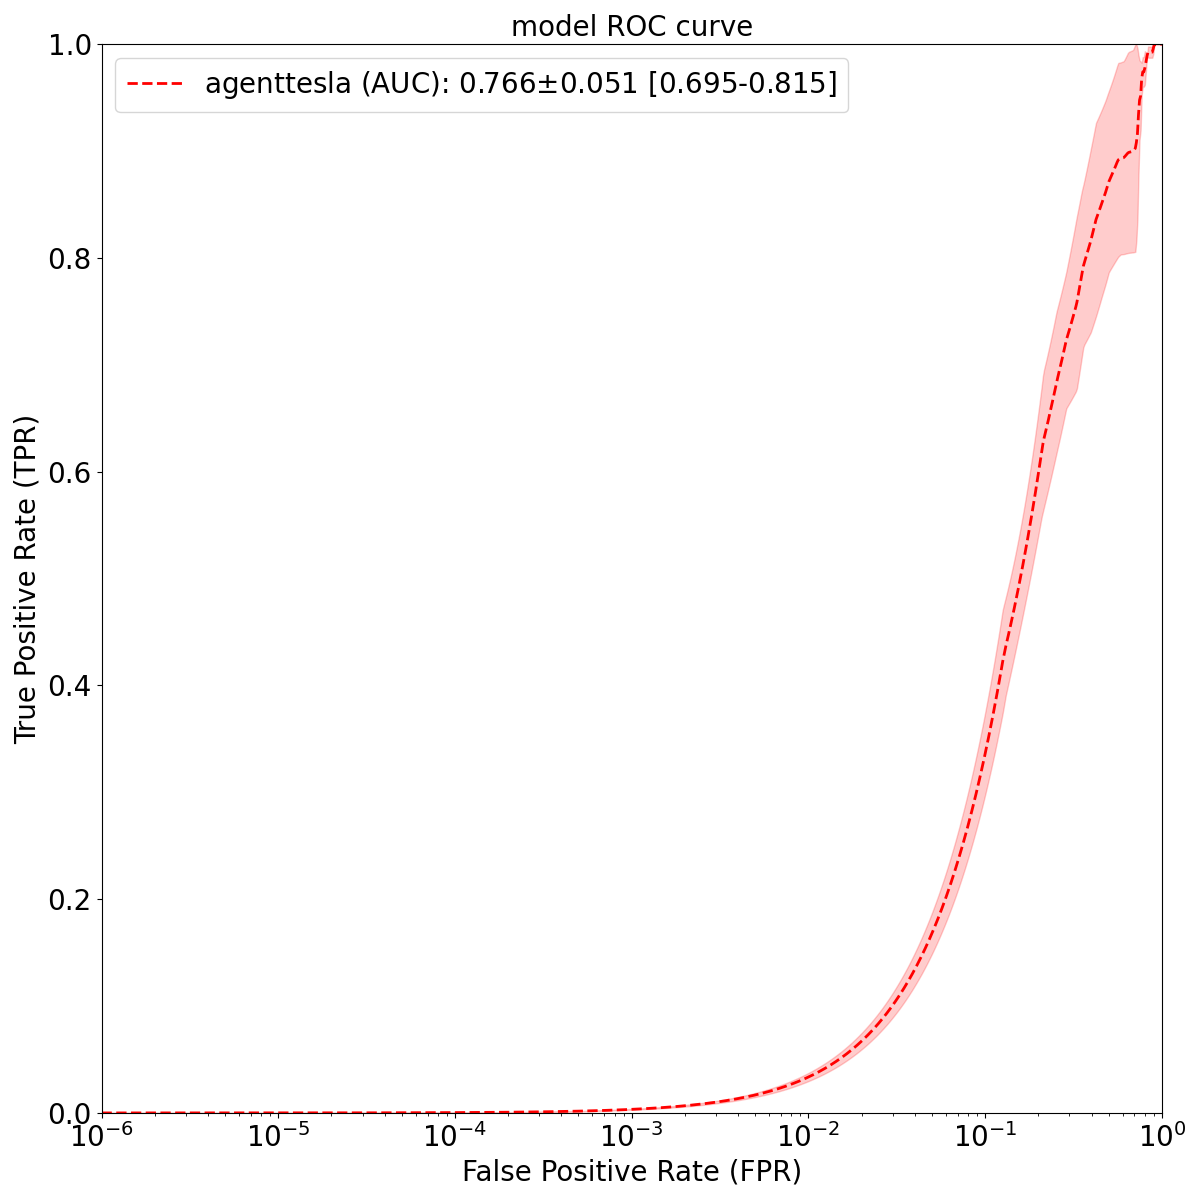 model ROC curve
agenttesla (AUC): 0.766±0.051 [0.695-0.815]
1.0
0.8
0.6
0.4
0.2
0.0
True Positive Rate (TPR)
10⁻⁶ 10⁻⁵ 10⁻⁴ 10⁻³ 10⁻² 10⁻¹ 10⁰
False Positive Rate (FPR)